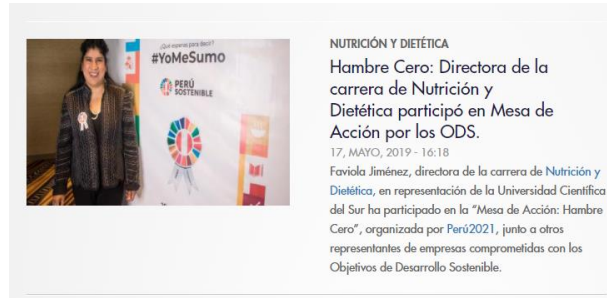 ¿Qué esperas para decir?
#YoMeSumo
PERÚ
SOSTENIBLE
NUTRICIÓN Y DIETÉTICA
Hambre Cero: Directora de la
carrera de Nutrición y
Dietética participó en Mesa de
Acción por los ODS.
17, MAYO, 2019 - 16:18
Faviola Jiménez, directora de la carrera de Nutrición y
Dietética, en representación de la Universidad Científica
del Sur ha participado en la “Mesa de Acción: Hambre
Cero”, organizada por Perú2021, junto a otros
representantes de empresas comprometidas con los
Objetivos de Desarrollo Sostenible.